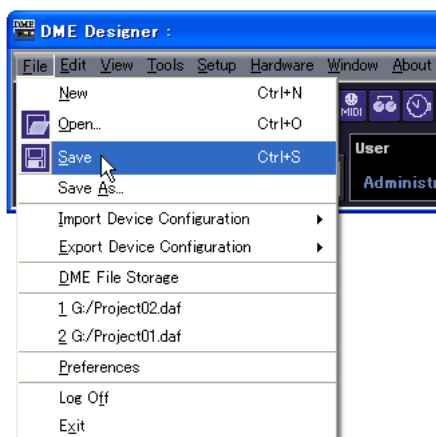 DME Designer :
File Edit View Tools Setup Hardware Window About
New Ctrl+N
Open... Ctrl+O
MIDI
Save Ctrl+S
User
Save As...
Administr
Import Device Configuration
Export Device Configuration
DME File Storage
1 G:/Project02.daf
2 G:/Project01.daf
Preferences
Log Off
Exit